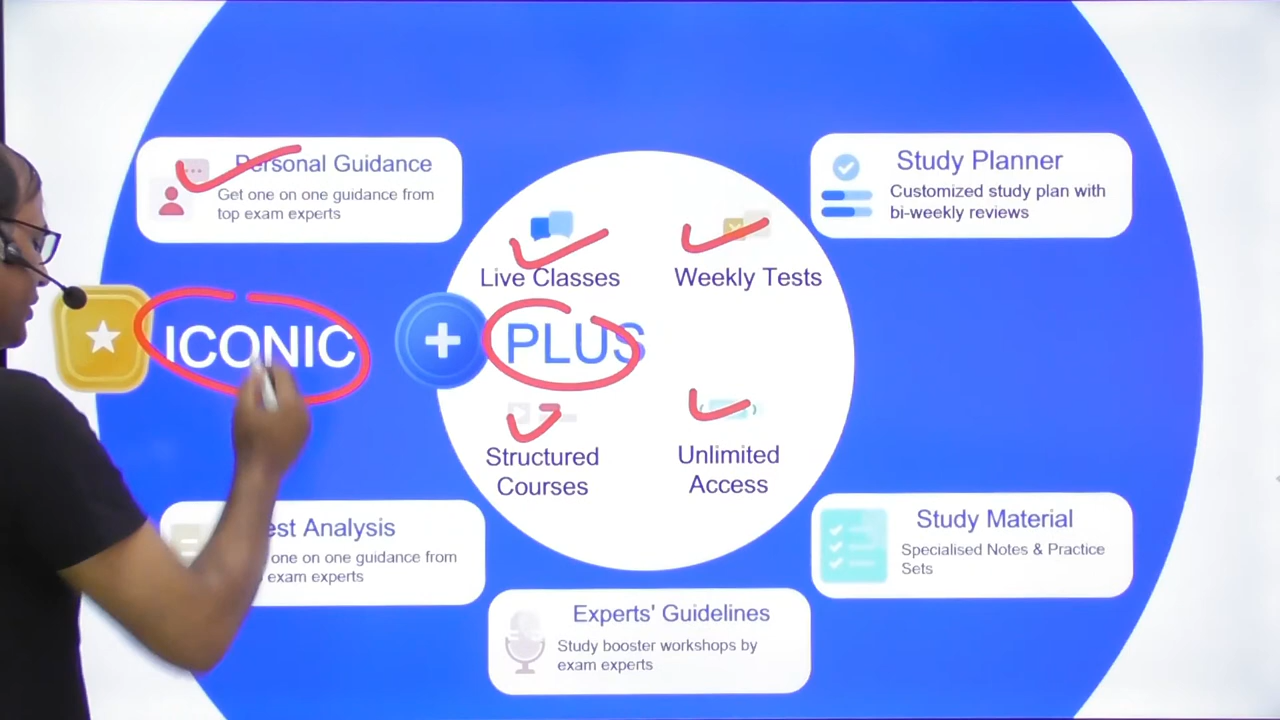 Personal Guidance
Get one on one guidance from
top exam experts
Study Planner
Customized study plan with
bi-weekly reviews
Live Classes
Weekly Tests
ICONIC
PLUS
Structured
Courses
Unlimited
Access
est Analysis
one on one guidance from
exam experts
Study Material
Specialised Notes & Practice
Sets
Experts' Guidelines
Study booster workshops by
exam experts